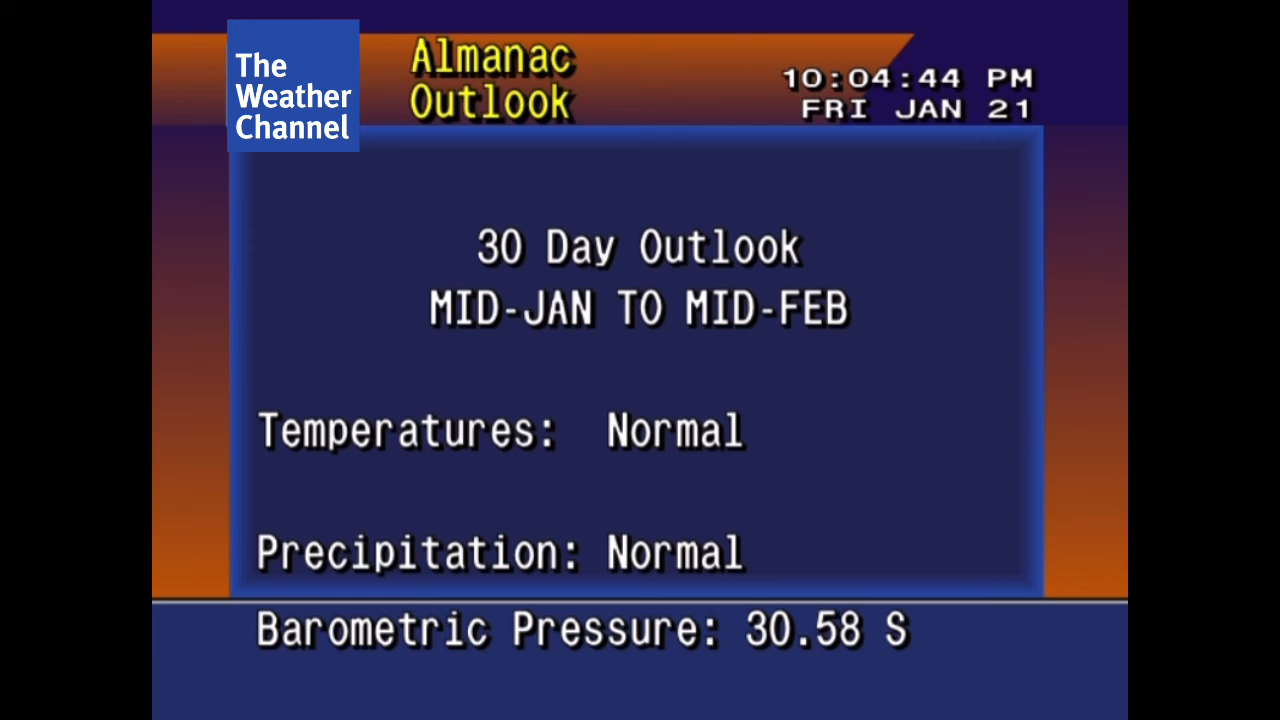 The
Weather
Channel
Almanac
Outlook
10:04:44 PM
FRI JAN 21
30 Day Outlook
MID-JAN TO MID-FEB
Temperatures: Normal
Precipitation: Normal
Barometric Pressure: 30.58 S